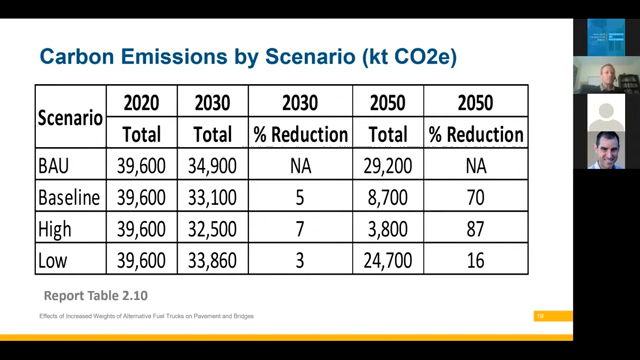 Carbon Emissions by Scenario (kt CO2e)
Scenario 2020 2030 2030 2050 2050
Total Total % Reduction Total % Reduction
BAU 39,600 34,900 NA 29,200 NA
Baseline 39,600 33,100 5 8,700 70
High 39,600 32,500 7 3,800 87
Low 39,600 33,860 3 24,700 16
Report Table 2.10
Effects of Increased Weights of Alternative Fuel Trucks on Pavement and Bridges